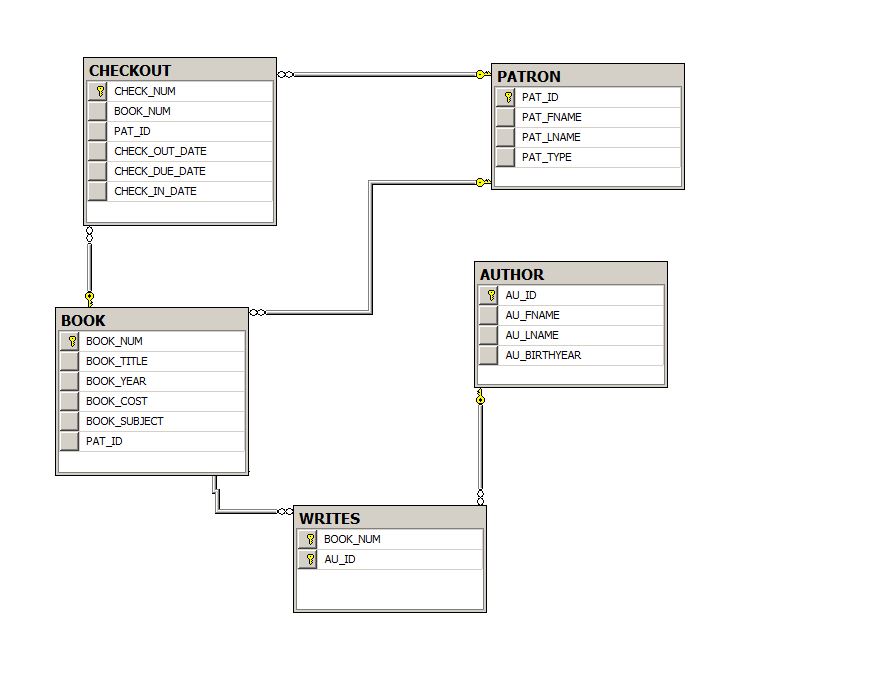 CHECKOUT
CHECK_NUM
BOOK_NUM
PAT_ID
CHECK_OUT_DATE
CHECK_DUE_DATE
CHECK_IN_DATE
PATRON
PAT_ID
PAT_FNAME
PAT_LNAME
PAT_TYPE
AUTHOR
AU_ID
AU_FNAME
AU_LNAME
AU_BIRTHYEAR
BOOK
BOOK_NUM
BOOK_TITLE
BOOK_YEAR
BOOK_COST
BOOK_SUBJECT
PAT_ID
WRITES
BOOK_NUM
AU_ID